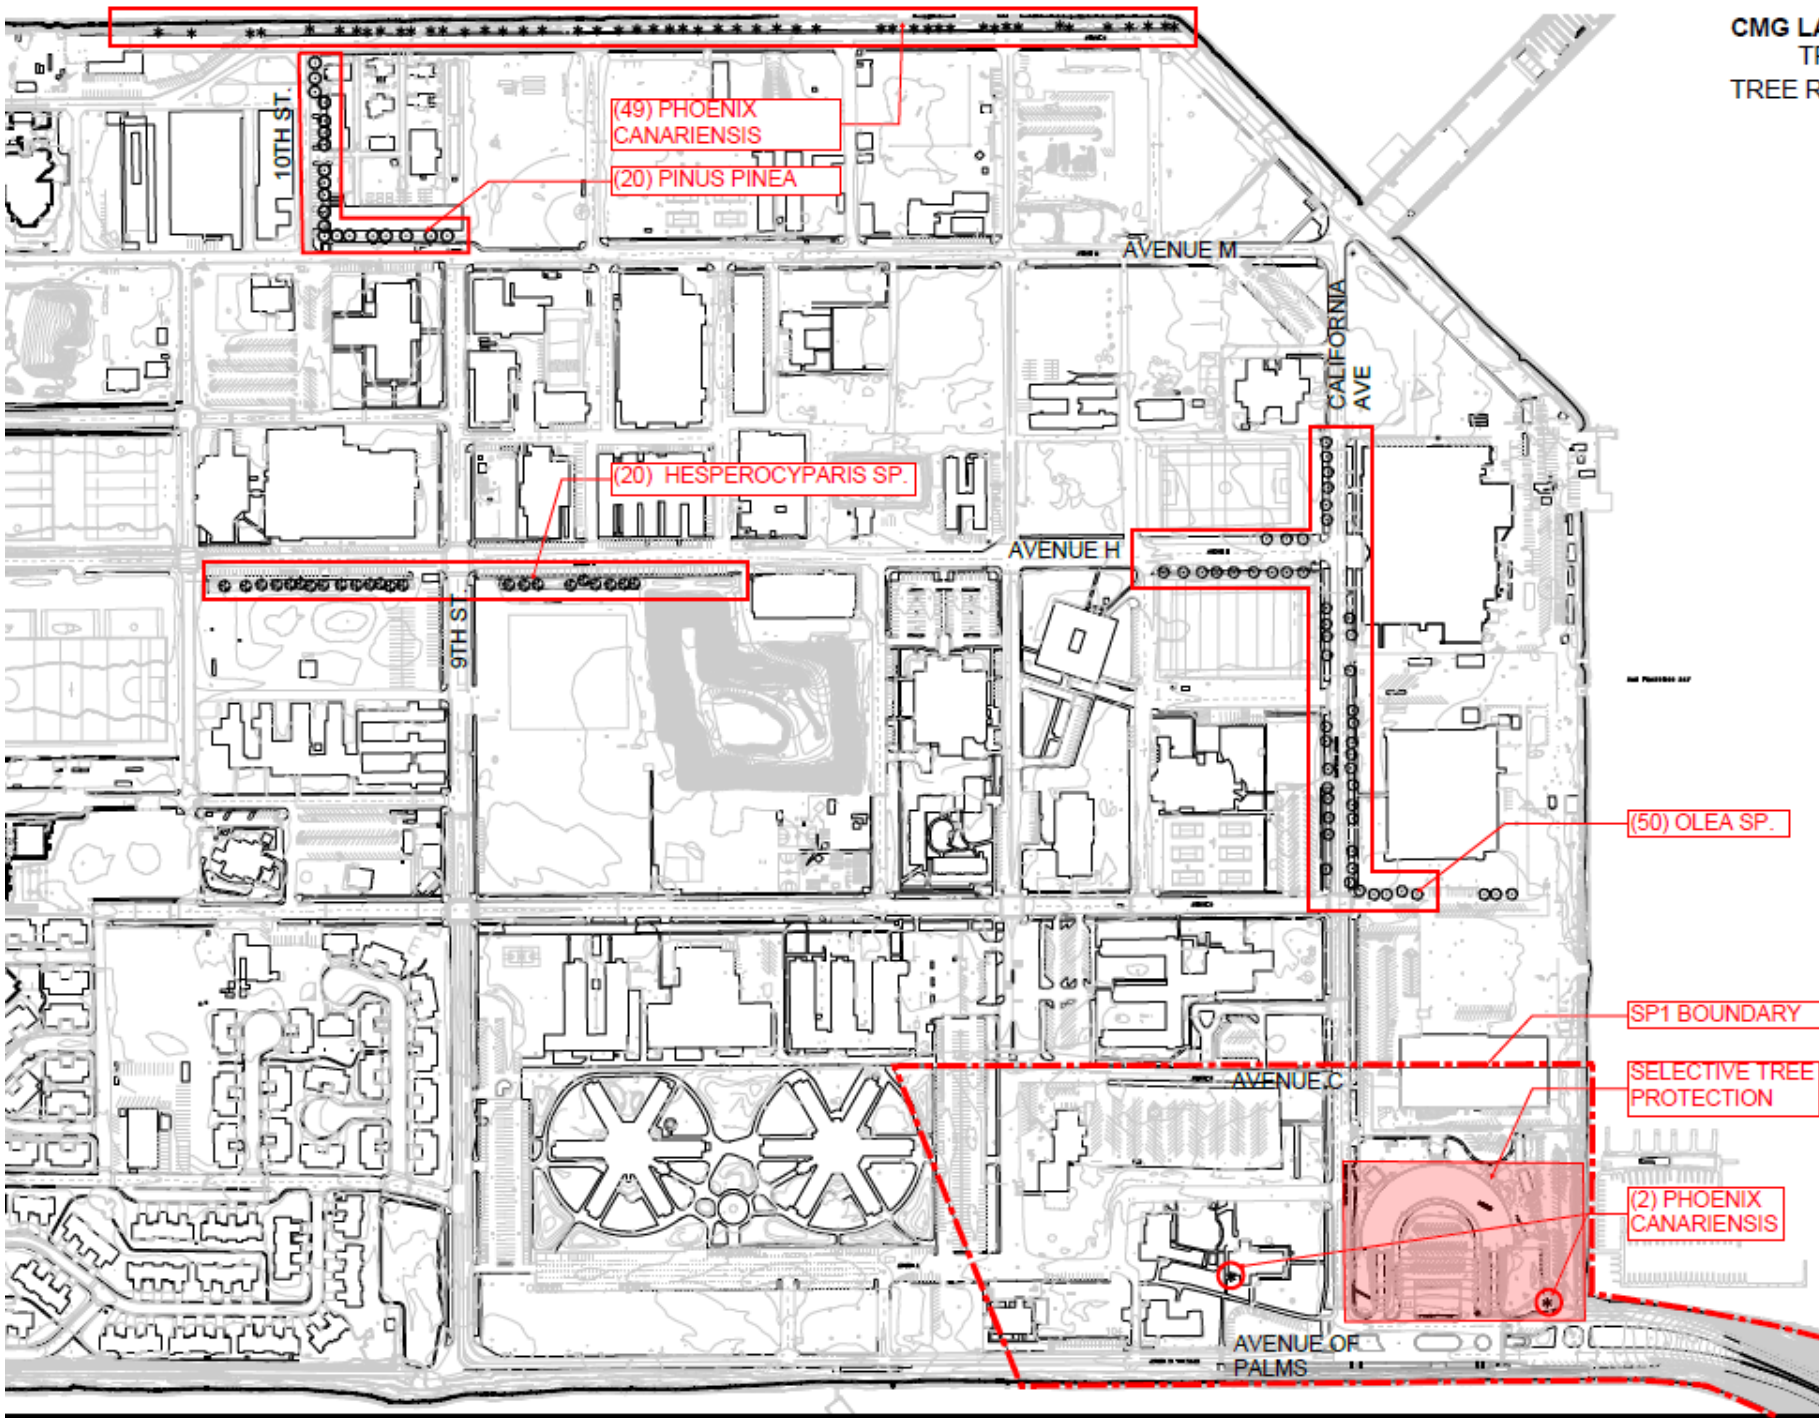 CMG LA
TR
TREE R
(49) PHOENIX
CANARIENSIS
10TH ST.
(20) PINUS PINEA
AVENUE M
CALIFORNIA
AVE
(20) HESPEROCYPARIS SP.
AVENUE H
9TH ST
(50) OLEA SP.
SP1 BOUNDARY
AVENUE C
SELECTIVE TREE
PROTECTION
(2) PHOENIX
CANARIENSIS
AVENUE OF
PALMS